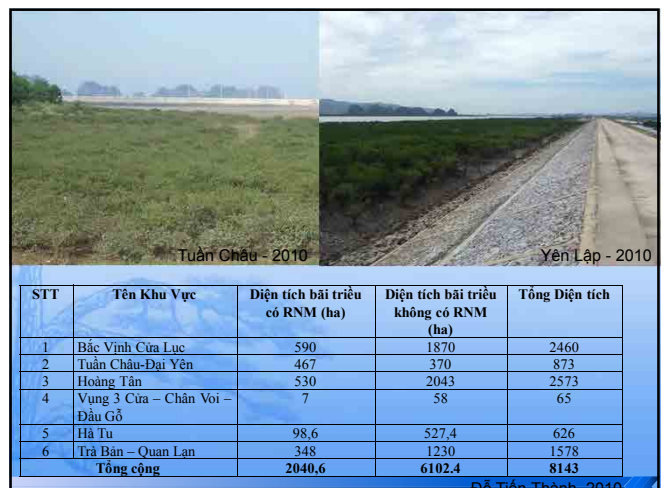 Tuần Châu - 2010
Yên Lập - 2010
STT Tên Khu Vực Diện tích bãi triều có RNM (ha) Diện tích bãi triều không có RNM (ha) Tổng Diện tích
1 Bắc Vịnh Cửa Lục 590 1870 2460
2 Tuần Châu-Đại Yên 467 370 873
3 Hoàng Tân 530 2043 2573
4 Vụng 3 Cửa – Chân Voi – Đầu Gỗ 7 58 65
5 Hà Tu 98,6 527,4 626
6 Trà Bản – Quan Lạn 348 1230 1578
Tổng cộng 2040,6 6102.4 8143
Đỗ Tiến Thành, 2010